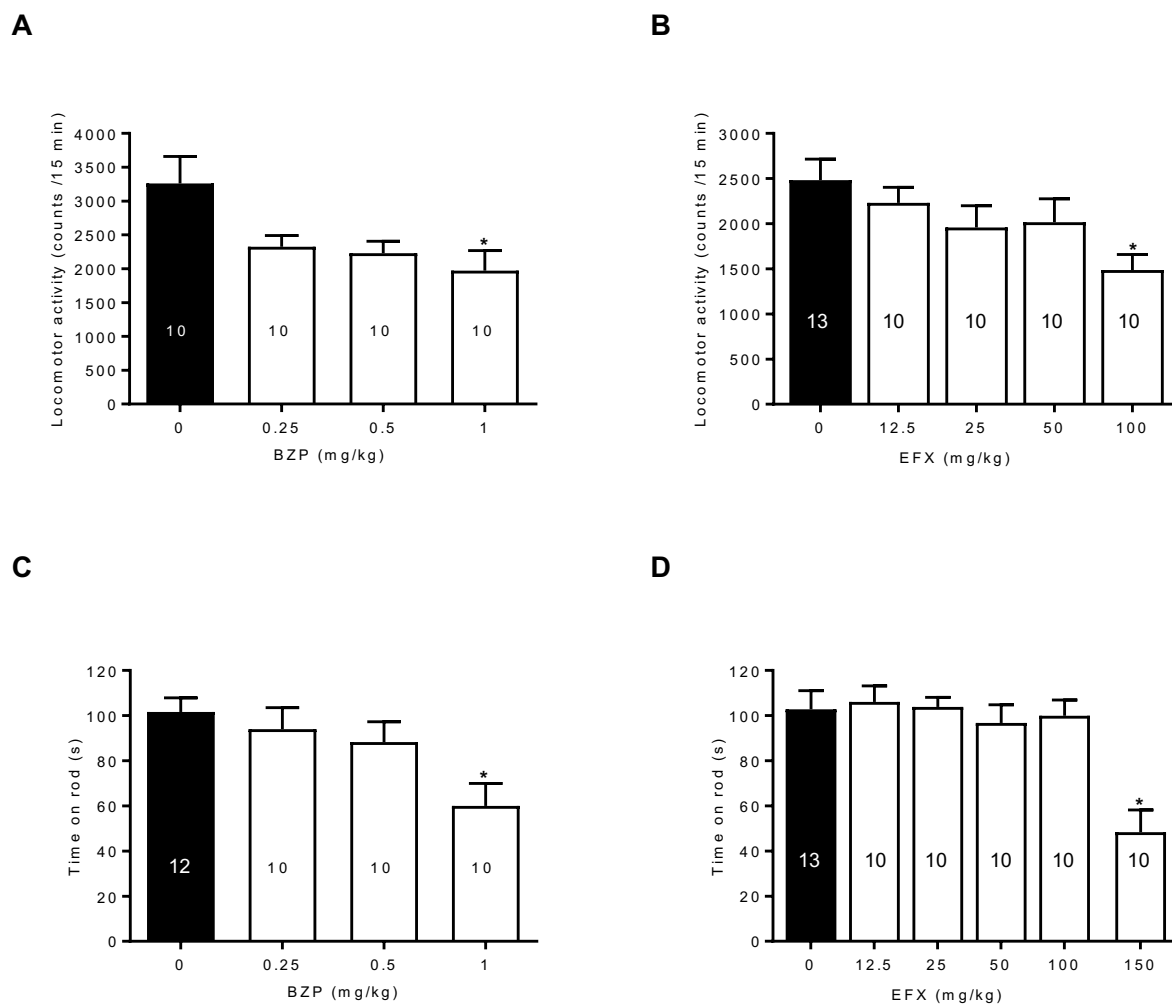 A
Locomotor activity (counts /15 min)
4000
3500
3000
2500
2000
1500
1000
500
0
*
10 10 10 10
0 0.25 0.5 1
BZP (mg/kg)
B
Locomotor activity (counts /15 min)
3000
2500
2000
1500
1000
500
0
*
13 10 10 10 10
0 12.5 25 50 100
EFX (mg/kg)
C
Time on rod (s)
120
100
80
60
40
20
0
*
12 10 10 10
0 0.25 0.5 1
BZP (mg/kg)
D
Time on rod (s)
120
100
80
60
40
20
0
*
13 10 10 10 10 10
0 12.5 25 50 100 150
EFX (mg/kg)